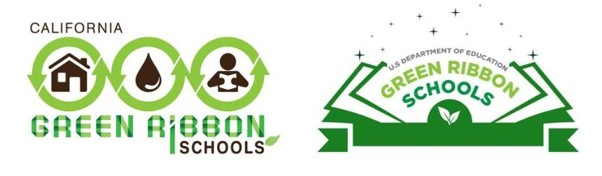 CALIFORNIA
GREEN RIBBON
SCHOOLS
U.S DEPARTMENT OF EDUCATION
GREEN RIBBON
SCHOOLS